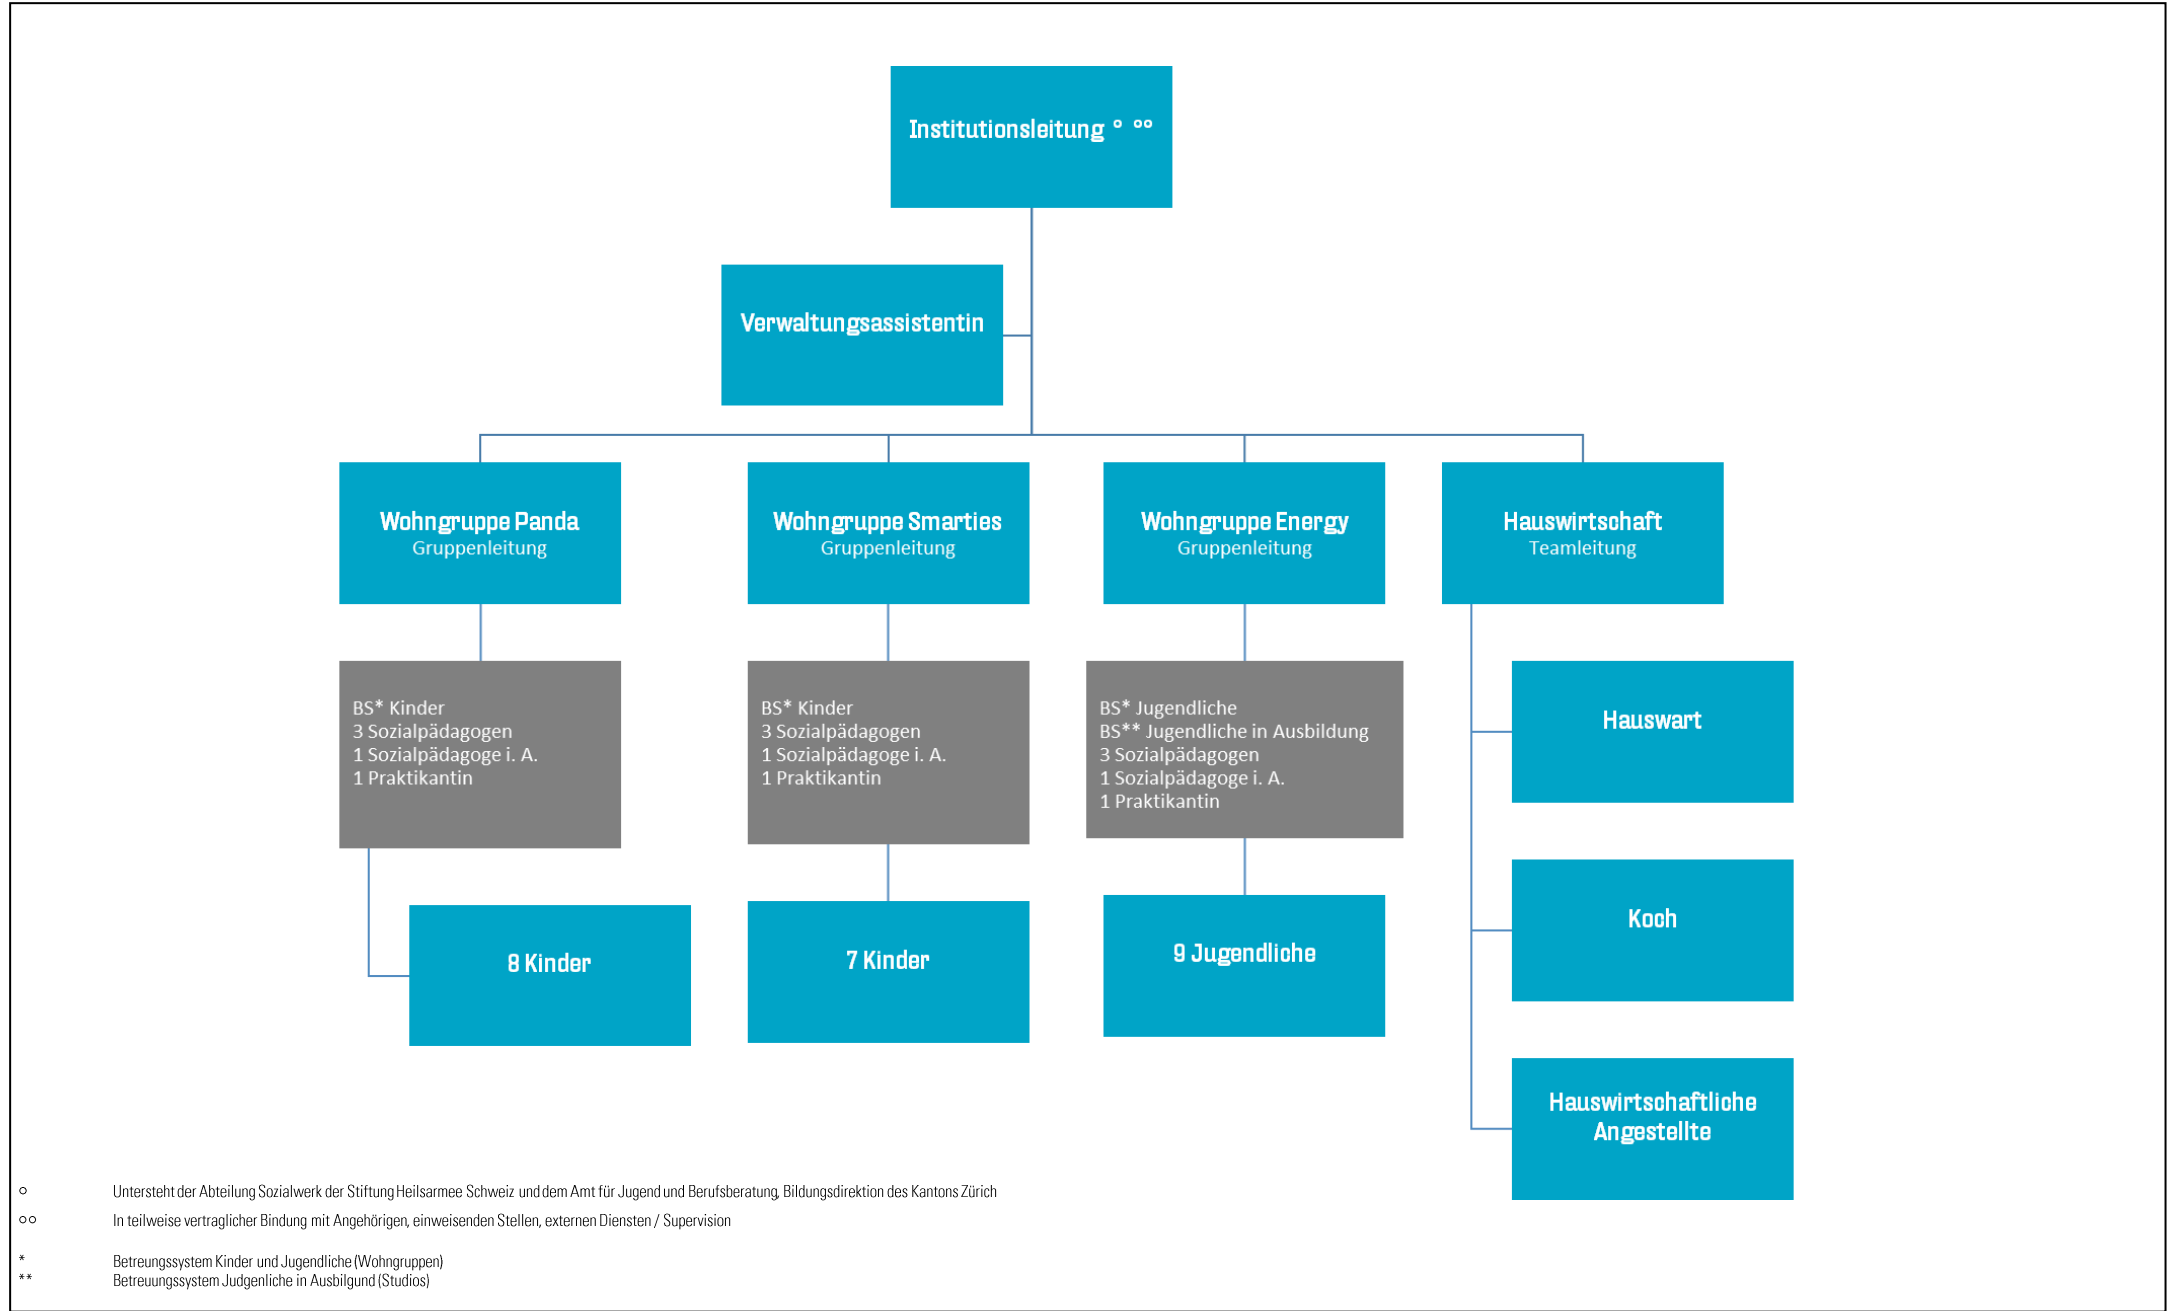 Institutionsleitung ° °°
Verwaltungsassistentin
Wohngruppe Panda
Gruppenleitung
Wohngruppe Smarties
Gruppenleitung
Wohngruppe Energy
Gruppenleitung
Hauswirtschaft
Teamleitung
BS* Kinder
3 Sozialpädagogen
1 Sozialpädagoge i. A.
1 Praktikantin
BS* Kinder
3 Sozialpädagogen
1 Sozialpädagoge i. A.
1 Praktikantin
BS* Jugendliche
BS** Jugendliche in Ausbildung
3 Sozialpädagogen
1 Sozialpädagoge i. A.
1 Praktikantin
Hauswart
8 Kinder
7 Kinder
9 Jugendliche
Koch
Hauswirtschaftliche
Angestellte
° Untersteht der Abteilung Sozialwerk der Stiftung Heilsarmee Schweiz und dem Amt für Jugend und Berufsberatung, Bildungsdirektion des Kantons Zürich
°° In teilweise vertraglicher Bindung mit Angehörigen, einweisenden Stellen, externen Diensten / Supervision
* Betreungssystem Kinder und Jugendliche (Wohngruppen)
** Betreuungssystem Judgenliche in Ausbilgund (Studios)